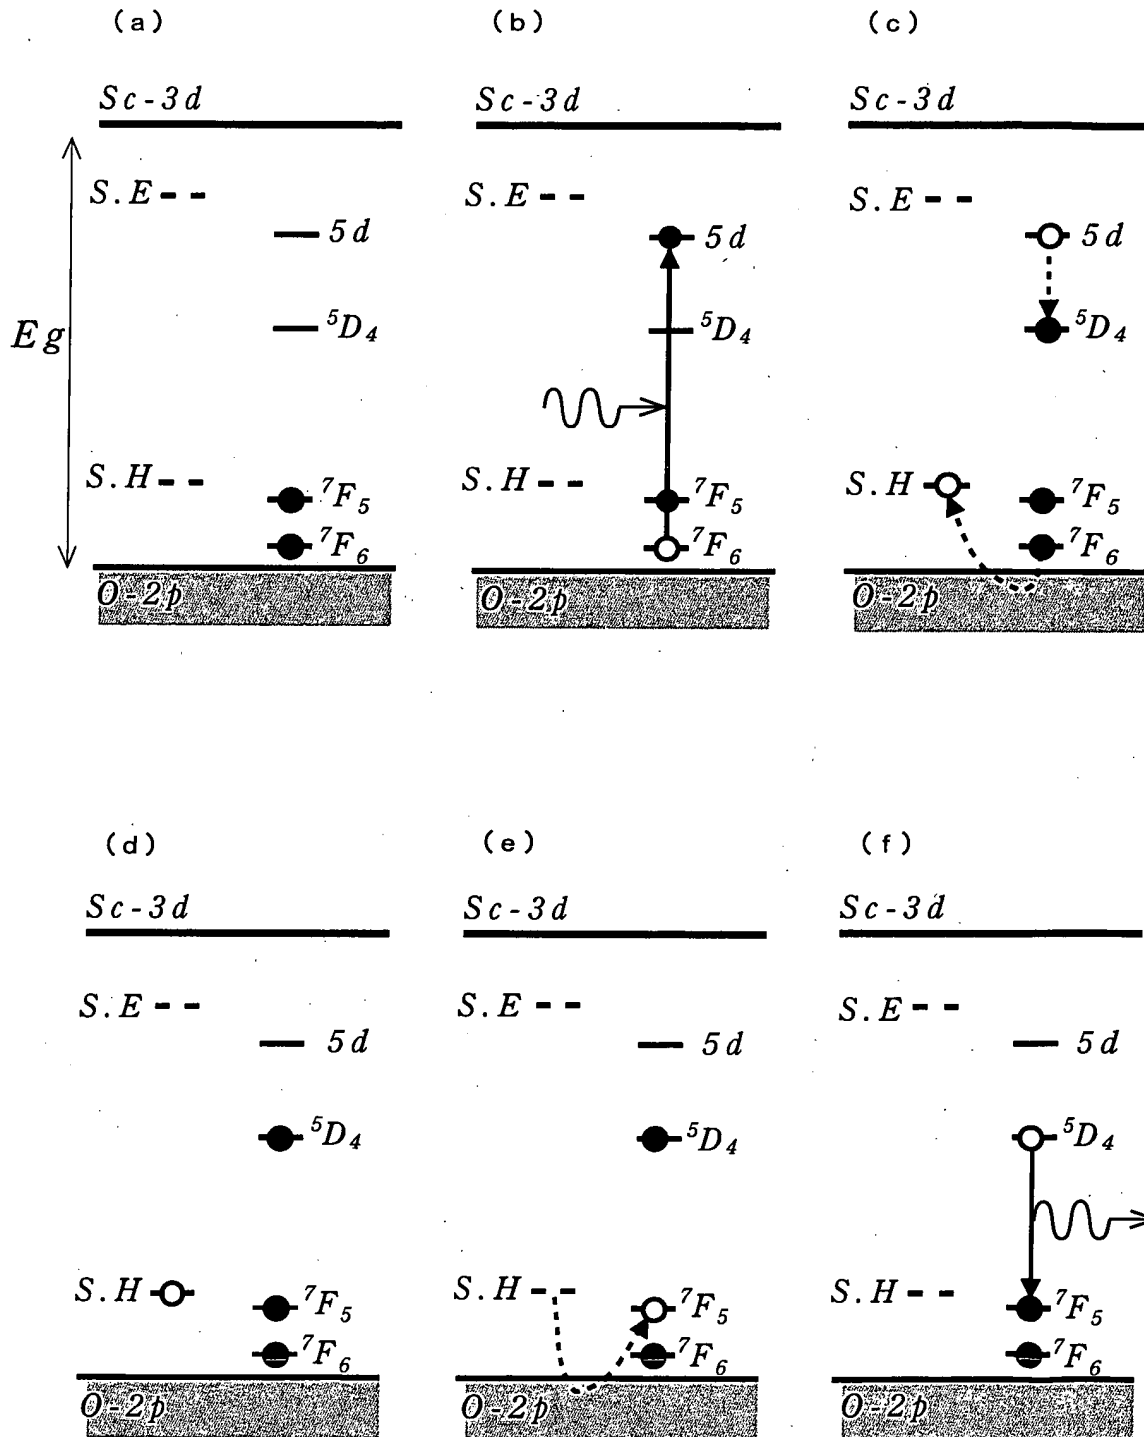 (a)
Sc-3d
S.E
5d
⁵D₄
Eg
S.H
⁷F₅
⁷F₆
O-2p
(b)
Sc-3d
S.E
5d
⁵D₄
S.H
⁷F₅
⁷F₆
O-2p
(c)
Sc-3d
S.E
5d
⁵D₄
S.H
⁷F₅
⁷F₆
O-2p
(d)
Sc-3d
S.E
5d
⁵D₄
S.H
⁷F₅
⁷F₆
O-2p
(e)
Sc-3d
S.E
5d
⁵D₄
S.H
⁷F₅
⁷F₆
O-2p
(f)
Sc-3d
S.E
5d
⁵D₄
S.H
⁷F₅
⁷F₆
O-2p